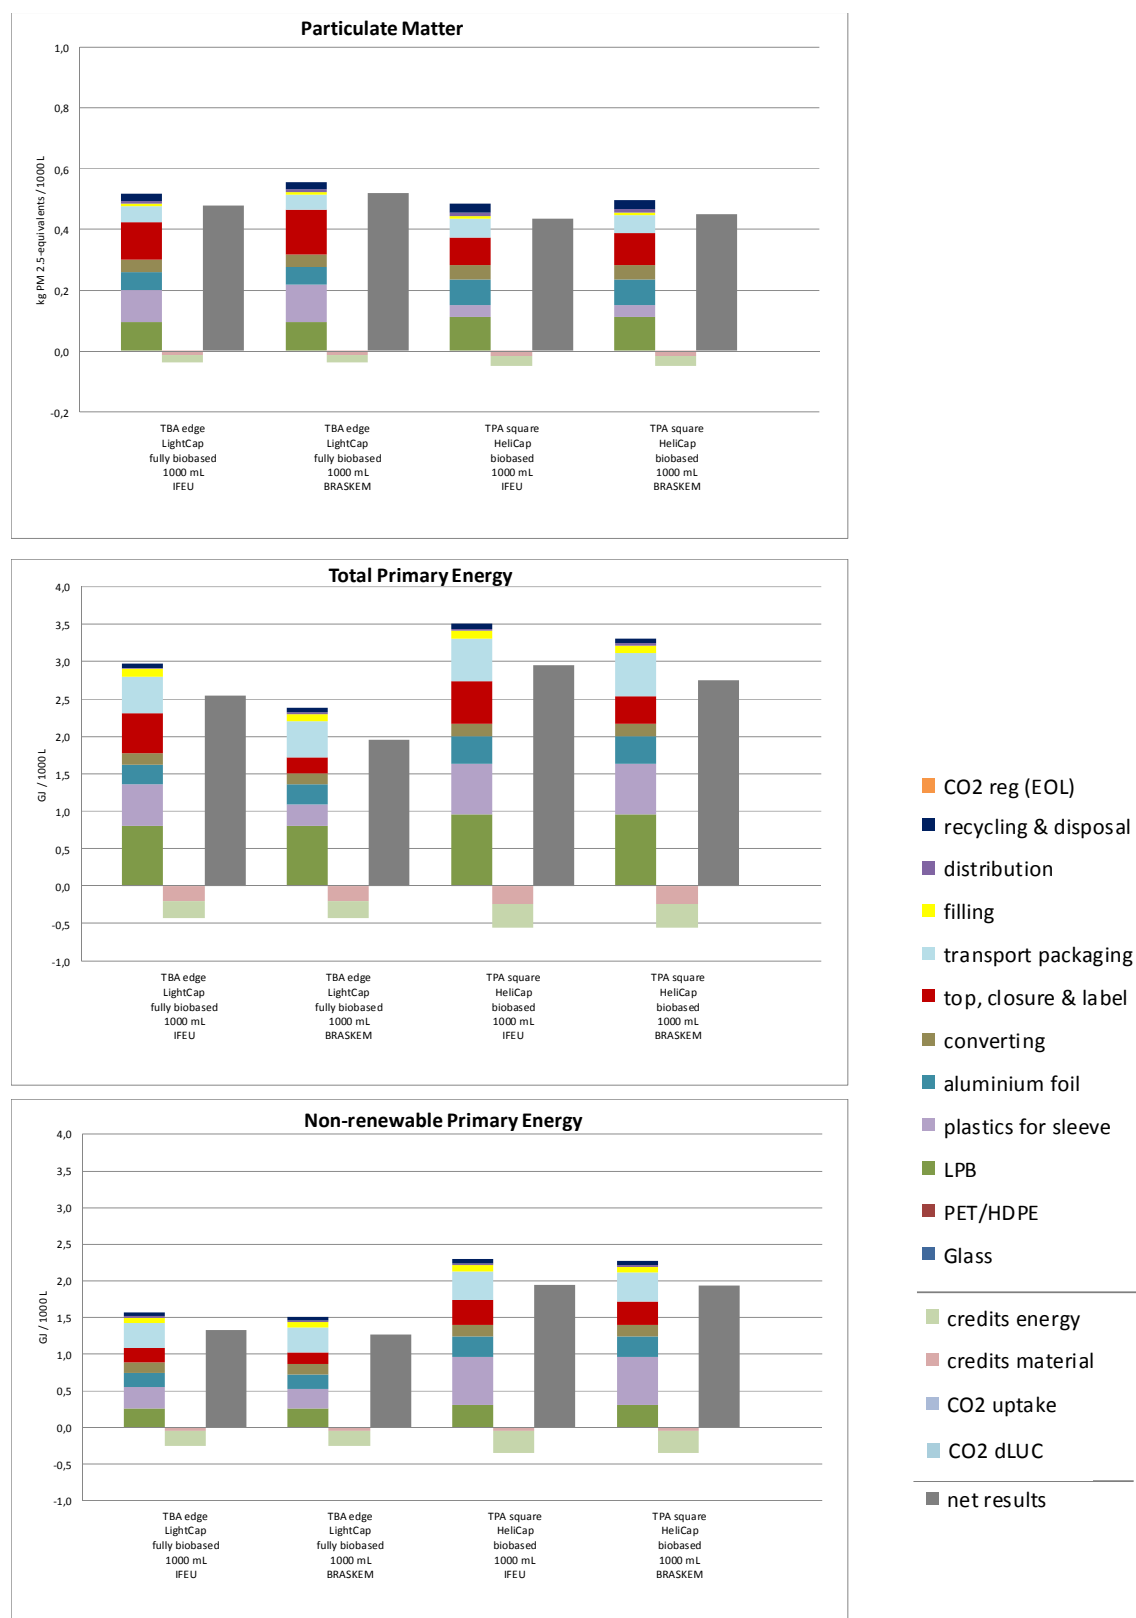 Particulate Matter
1,0
0,8
0,6
0,4
0,2
0,0
-0,2
kg PM 2.5-equivalents / 1000 L
TBA edge
LightCap
fully biobased
1000 mL
IFEU
TBA edge
LightCap
fully biobased
1000 mL
BRASKEM
TPA square
HeliCap
biobased
1000 mL
IFEU
TPA square
HeliCap
biobased
1000 mL
BRASKEM
Total Primary Energy
4,0
3,5
3,0
2,5
2,0
1,5
1,0
0,5
0,0
-0,5
-1,0
GJ / 1000 L
TBA edge
LightCap
fully biobased
1000 mL
IFEU
TBA edge
LightCap
fully biobased
1000 mL
BRASKEM
TPA square
HeliCap
biobased
1000 mL
IFEU
TPA square
HeliCap
biobased
1000 mL
BRASKEM
Non-renewable Primary Energy
4,0
3,5
3,0
2,5
2,0
1,5
1,0
0,5
0,0
-0,5
-1,0
GJ / 1000 L
TBA edge
LightCap
fully biobased
1000 mL
IFEU
TBA edge
LightCap
fully biobased
1000 mL
BRASKEM
TPA square
HeliCap
biobased
1000 mL
IFEU
TPA square
HeliCap
biobased
1000 mL
BRASKEM
CO2 reg (EOL)
recycling & disposal
distribution
filling
transport packaging
top, closure & label
converting
aluminium foil
plastics for sleeve
LPB
PET/HDPE
Glass
credits energy
credits material
CO2 uptake
CO2 dLUC
net results